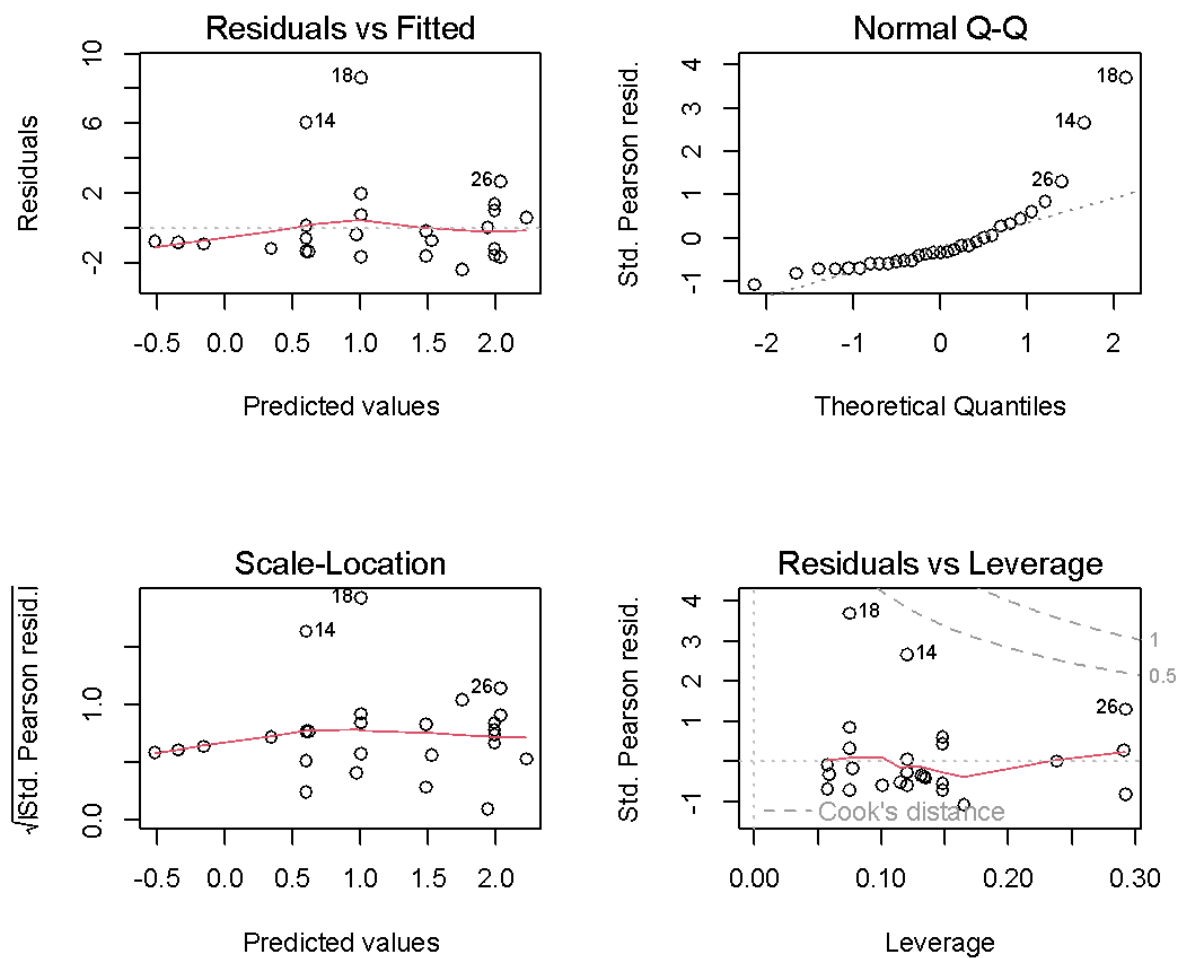 Residuals vs Fitted
Residuals
10
6
2
-2
18
14
26
-0.5 0.0 0.5 1.0 1.5 2.0
Predicted values
Normal Q-Q
Std. Pearson resid.
4
3
2
1
0
-1
18
14
26
-2 -1 0 1 2
Theoretical Quantiles
Scale-Location
√|Std. Pearson resid.|
1.0
0.0
18
14
26
-0.5 0.0 0.5 1.0 1.5 2.0
Predicted values
Residuals vs Leverage
Std. Pearson resid.
4
3
2
1
-1
18
14
26
1
0.5
Cook's distance
0.00 0.10 0.20 0.30
Leverage